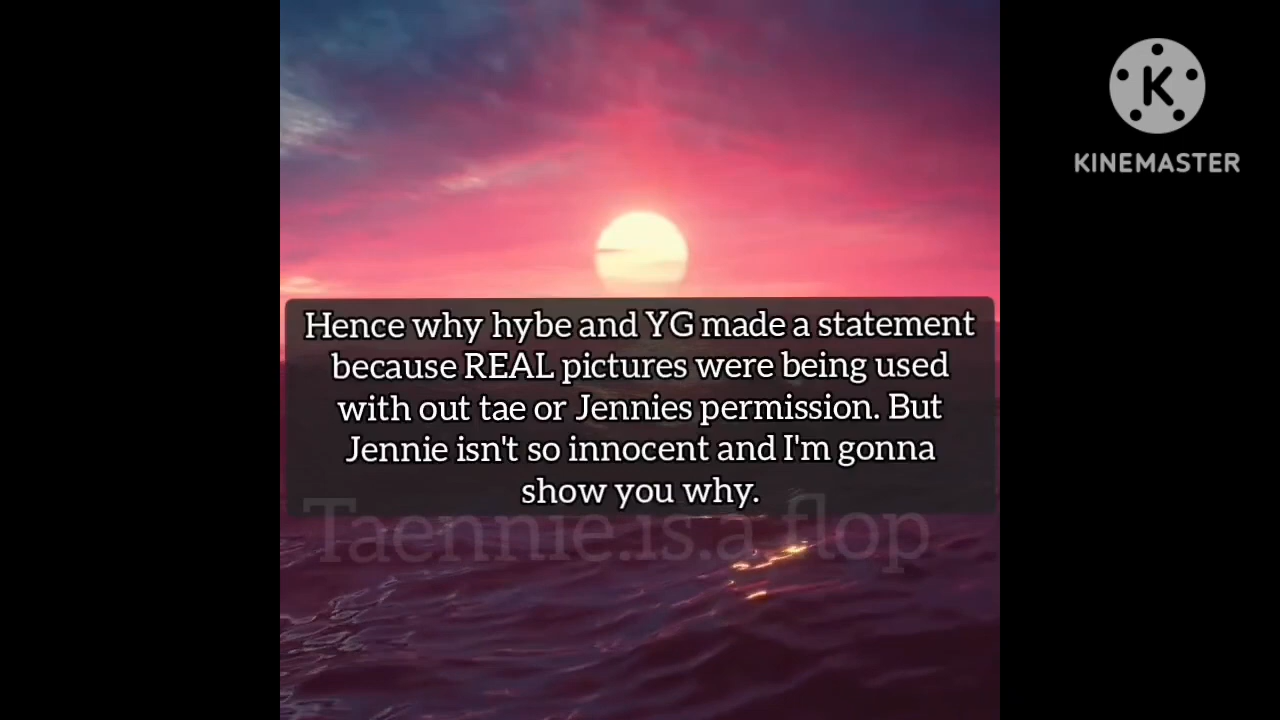 Hence why hybe and YG made a statement
because REAL pictures were being used
with out tae or Jennies permission. But
Jennie isn't so innocent and I'm gonna
show you why.
Taennie.is.a.flop
K
KINEMASTER